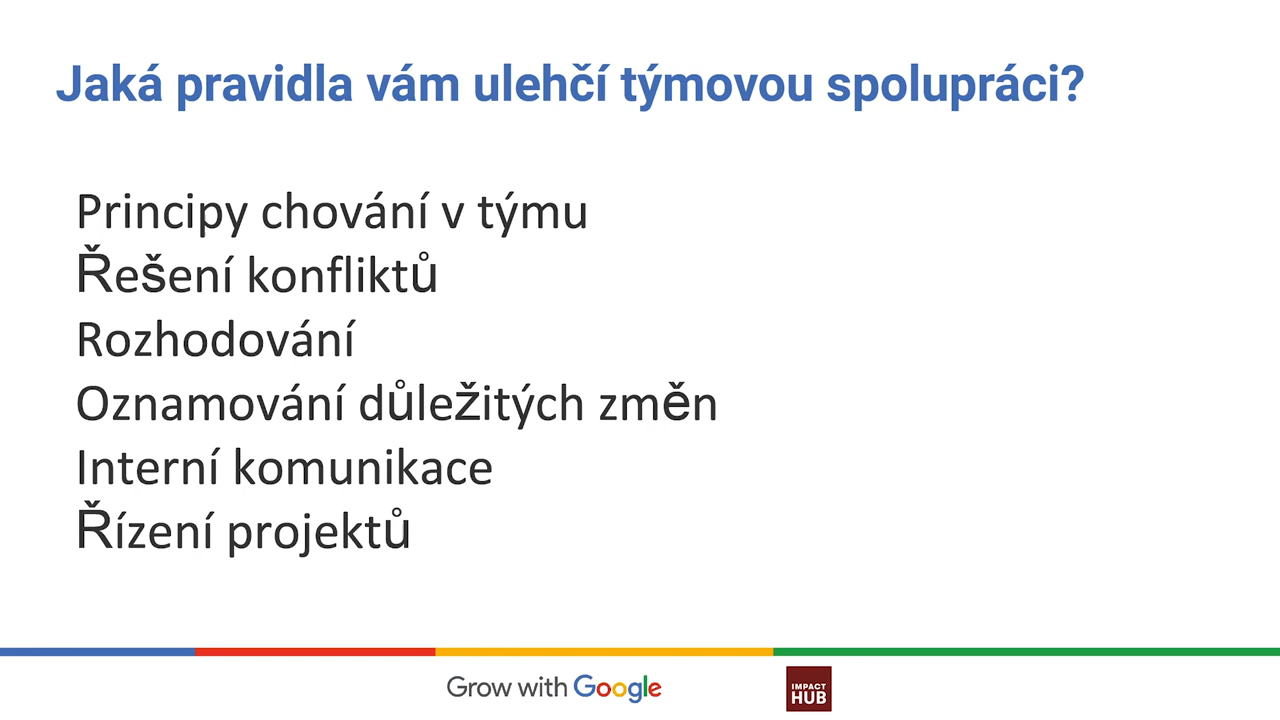 Jaká pravidla vám ulehčí týmovou spolupráci?
Principy chování v týmu
Řešení konfliktů
Rozhodování
Oznamování důležitých změn
Interní komunikace
Řízení projektů
Grow with Google
IMPACT
HUB